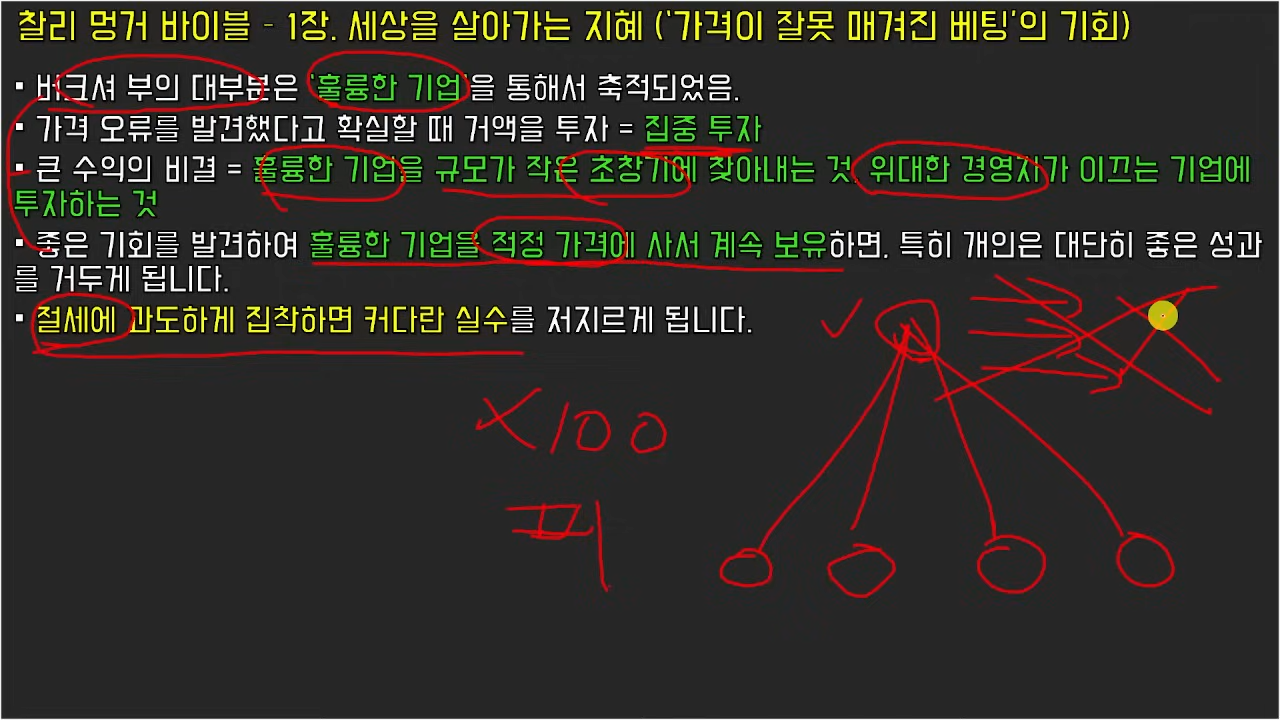 찰리 멍거 바이블 - 1장. 세상을 살아가는 지혜 ('가격이 잘못 매겨진 베팅'의 기회)
▪ 버크셔 부의 대부분은 '훌륭한 기업'을 통해서 축적되었음.
▪ 가격 오류를 발견했다고 확실할 때 거액을 투자 = 집중 투자
▪ 큰 수익의 비결 = 훌륭한 기업을 규모가 작은 초창기에 찾아내는 것, 위대한 경영자가 이끄는 기업에
투자하는 것
▪ 좋은 기회를 발견하여 훌륭한 기업을 적정 가격에 사서 계속 보유하면, 특히 개인은 대단히 좋은 성과
를 거두게 됩니다.
▪ 절세에 과도하게 집착하면 커다란 실수를 저지르게 됩니다.
×100